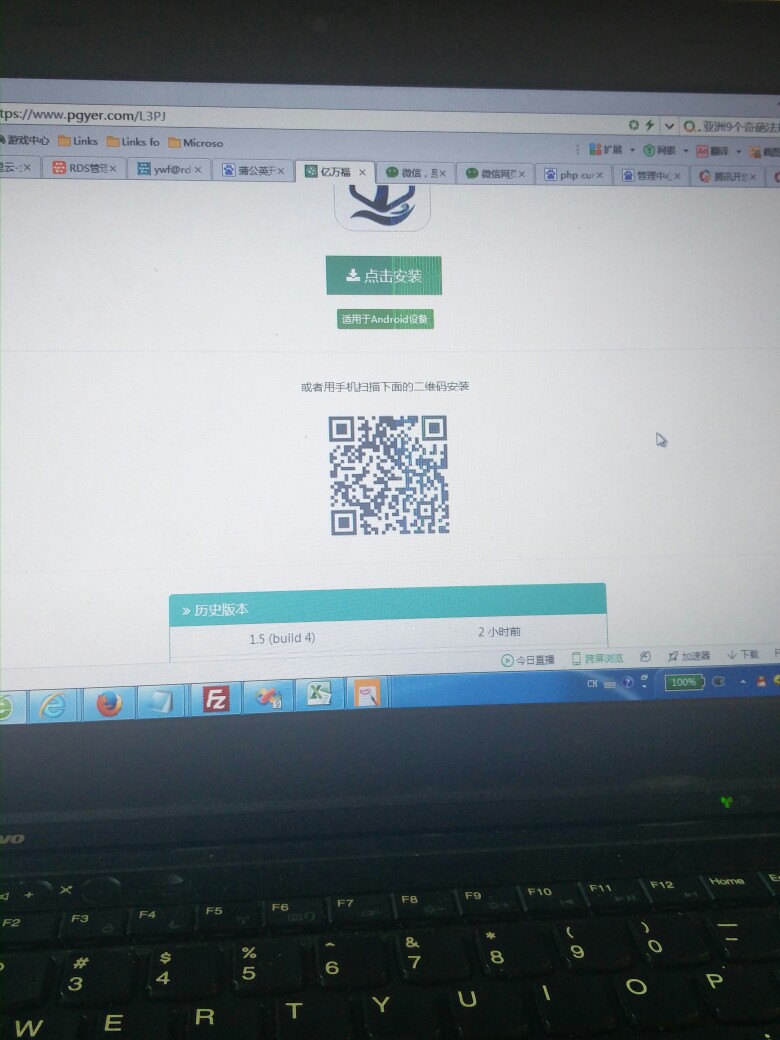 tps://www.pgyer.com/L3PJ
亚洲9个奇葩法
游戏中心 Links Links fo Microso
扩展 网银 翻译 截图
RDS管理 ywf@rd 蒲公英开 亿万福 微信，是 微信网页 php cu 管理中心 腾讯开
点击安装
适用于Android设备
或者用手机扫描下面的二维码安装
» 历史版本
1.5 (build 4) 2 小时前
今日直播 跨屏浏览 加速器 下载
Fz CH 100%
F2 F3 F4 F5 F6 F7 F8 F9 F10 F11 F12 Home
# $ % ^ & * ( )
3 4 5 6 7 8 9 0
W E R T Y U I O P